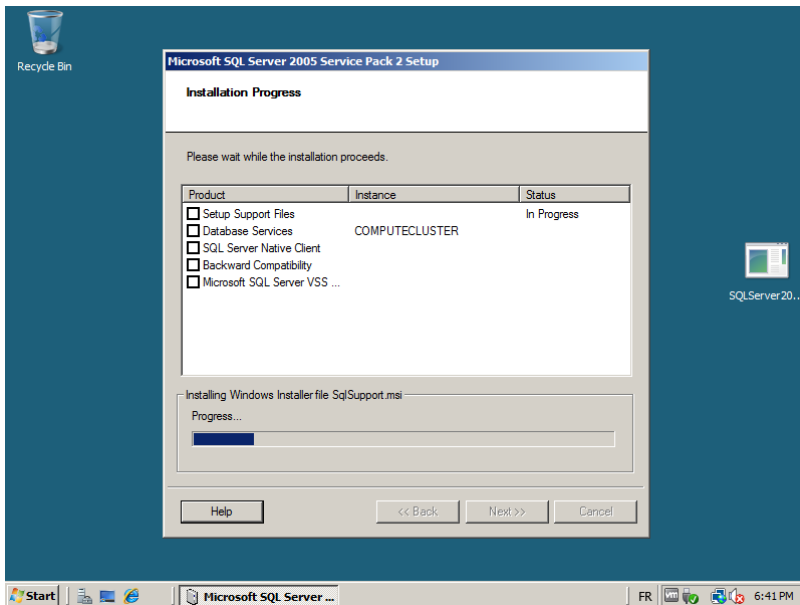 Recycle Bin
Microsoft SQL Server 2005 Service Pack 2 Setup
Installation Progress
Please wait while the installation proceeds.
Product Instance Status
Setup Support Files In Progress
Database Services COMPUTECLUSTER
SQL Server Native Client
Backward Compatibility
Microsoft SQL Server VSS ...
SQLServer20...
Installing Windows Installer file SqlSupport.msi
Progress...
Help << Back Next >> Cancel
Start Microsoft SQL Server ... FR vm 6:41 PM